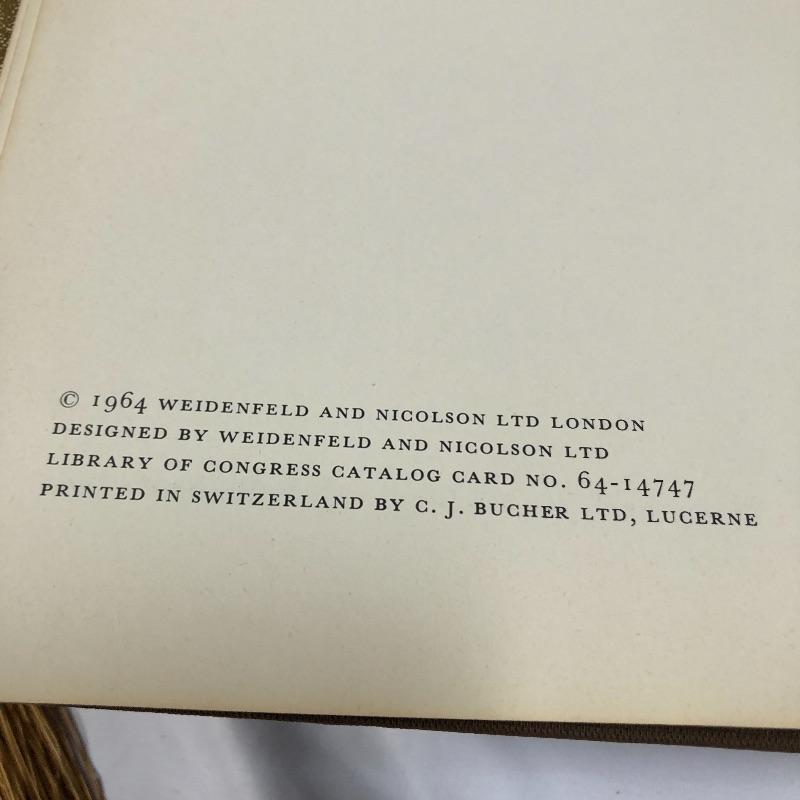 © 1964 WEIDENFELD AND NICOLSON LTD LONDON
DESIGNED BY WEIDENFELD AND NICOLSON LTD
LIBRARY OF CONGRESS CATALOG CARD NO. 64-14747
PRINTED IN SWITZERLAND BY C. J. BUCHER LTD, LUCERNE